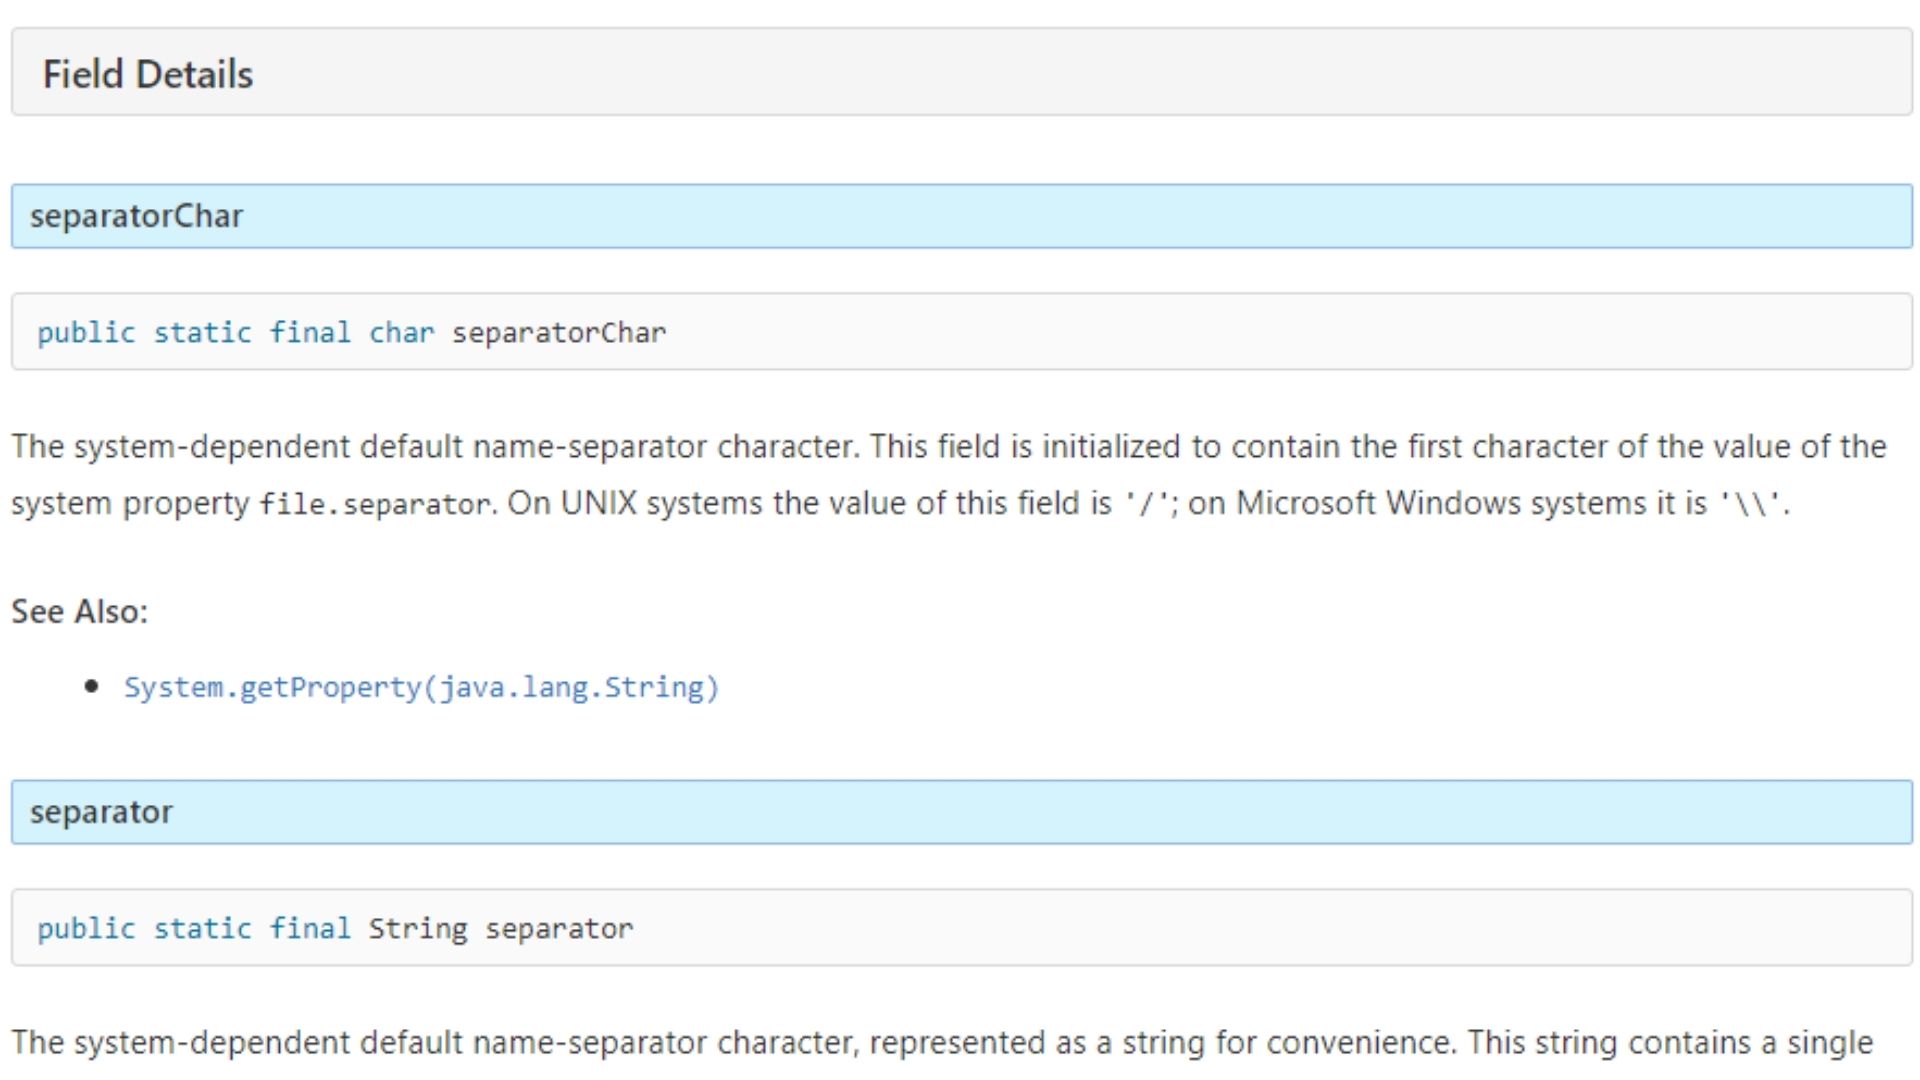 Field Details
separatorChar
public static final char separatorChar
The system-dependent default name-separator character. This field is initialized to contain the first character of the value of the
system property file.separator. On UNIX systems the value of this field is '/'; on Microsoft Windows systems it is '\\'.
See Also:
• System.getProperty(java.lang.String)
separator
public static final String separator
The system-dependent default name-separator character, represented as a string for convenience. This string contains a single